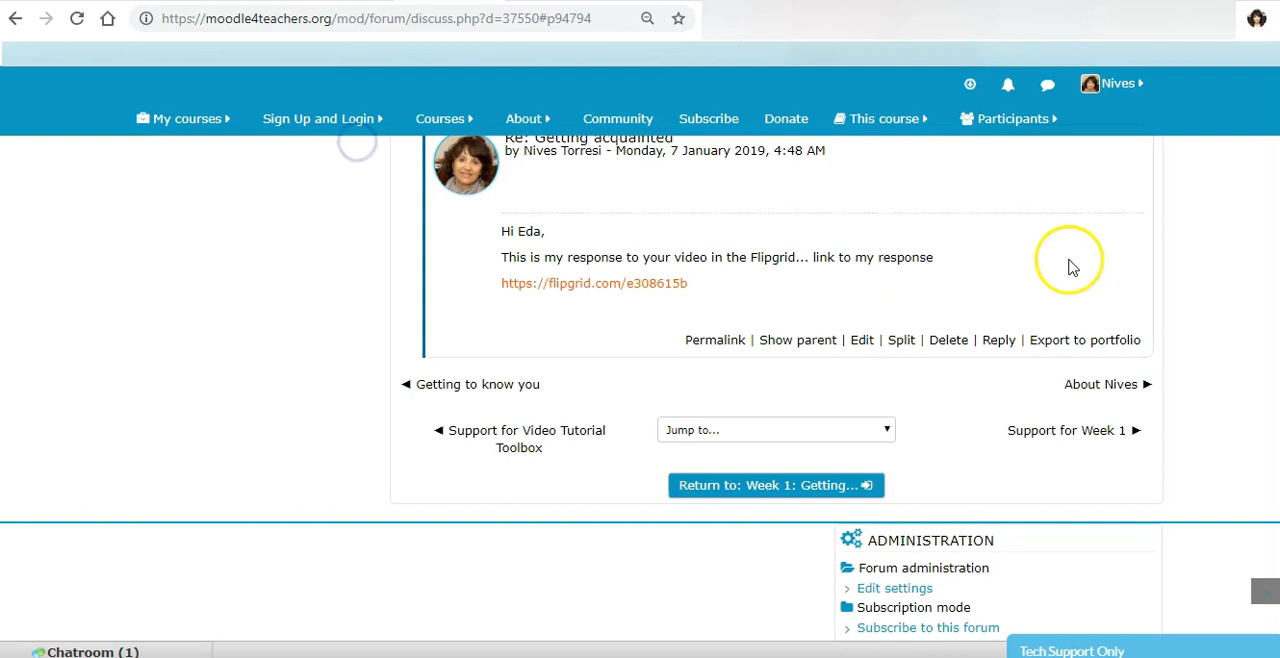 https://moodle4teachers.org/mod/forum/discuss.php?d=37550#p94794
Nives
My courses Sign Up and Login Courses About Community Subscribe Donate This course Participants
Re: Getting acquainted
by Nives Torresi - Monday, 7 January 2019, 4:48 AM
Hi Eda,
This is my response to your video in the Flipgrid... link to my response
https://flipgrid.com/e308615b
Permalink | Show parent | Edit | Split | Delete | Reply | Export to portfolio
◄ Getting to know you
About Nives ►
◄ Support for Video Tutorial
Toolbox
Jump to...
Support for Week 1 ►
Return to: Week 1: Getting...
ADMINISTRATION
Forum administration
Edit settings
Subscription mode
Subscribe to this forum
Chatroom (1)
Tech Support Only